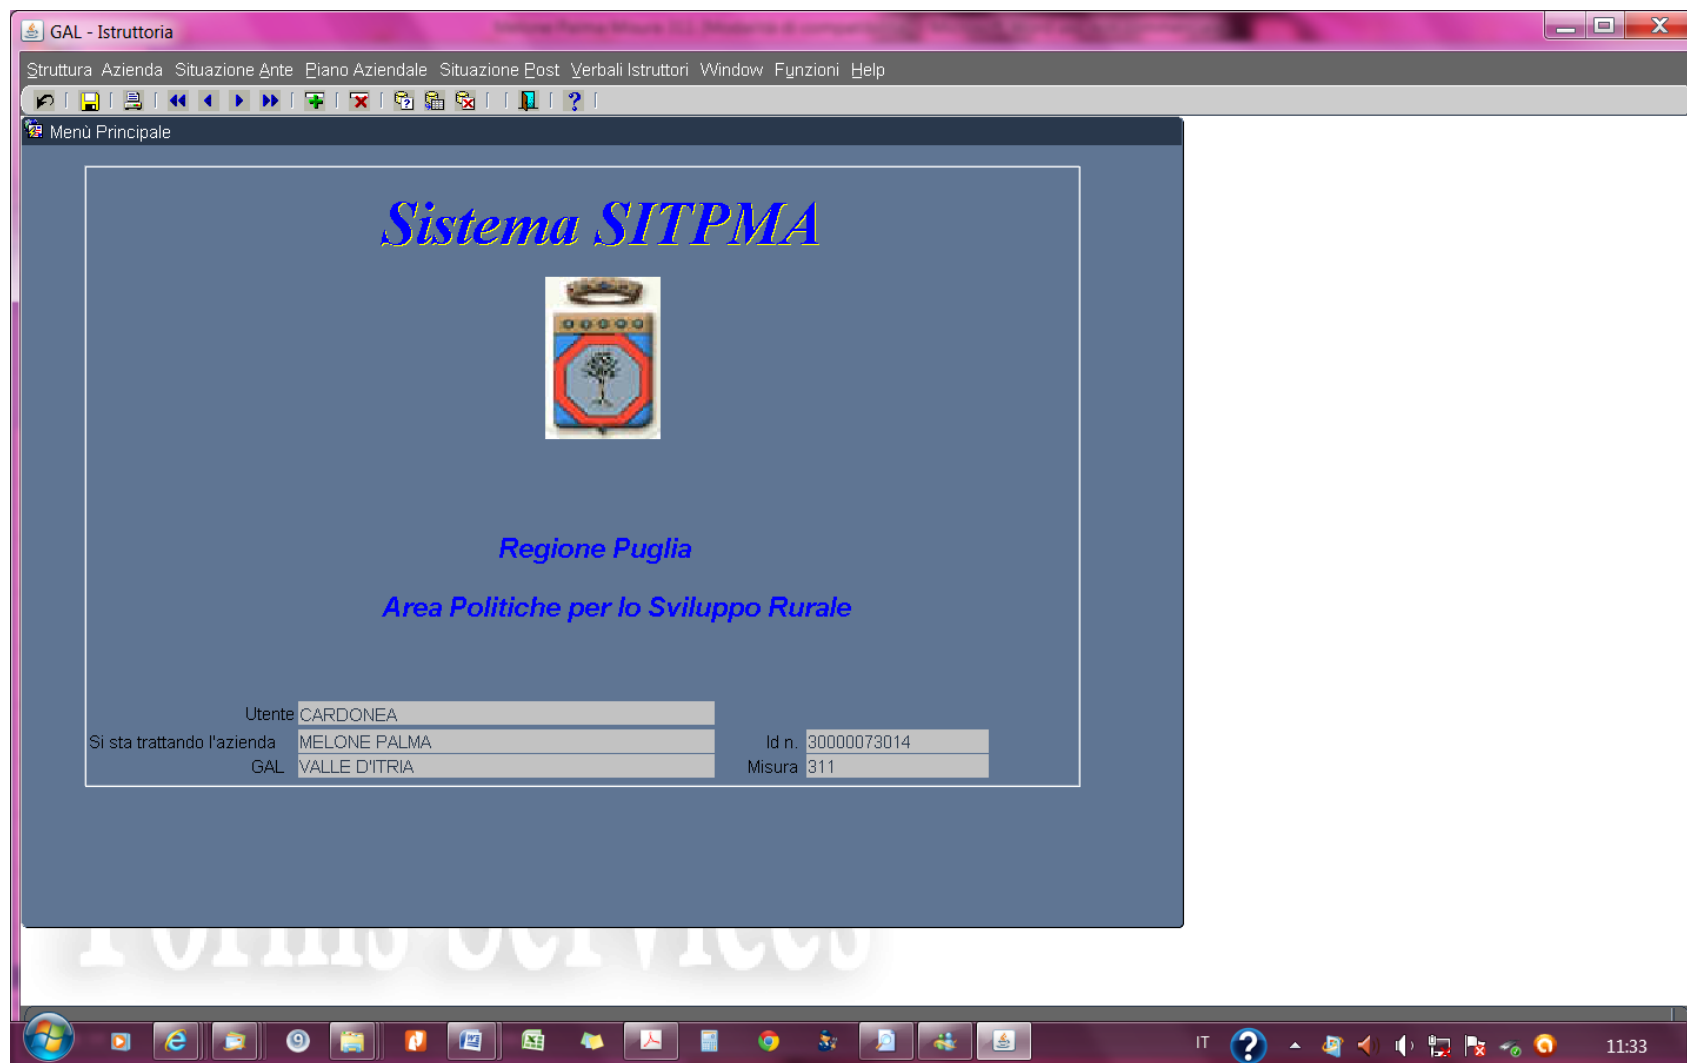 GAL - Istruttoria
Struttura Azienda Situazione Ante Piano Aziendale Situazione Post Verbali Istruttori Window Funzioni Help
Menù Principale
Sistema SITPMA
Regione Puglia
Area Politiche per lo Sviluppo Rurale
Utente CARDONEA
Si sta trattando l'azienda MELONE PALMA Id n. 30000073014
GAL VALLE D'ITRIA Misura 311
Forms Services
IT 11:33